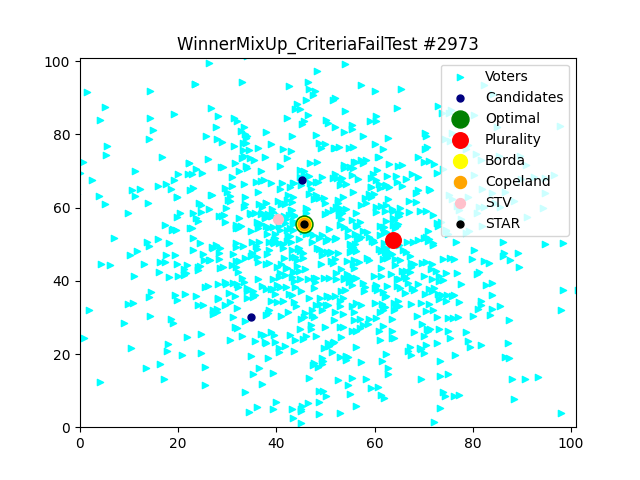 WinnerMixUp_CriteriaFailTest #2973
100
80
60
40
20
0
0
20
40
60
80
100
Voters
Candidates
Optimal
Plurality
Borda
Copeland
STV
STAR